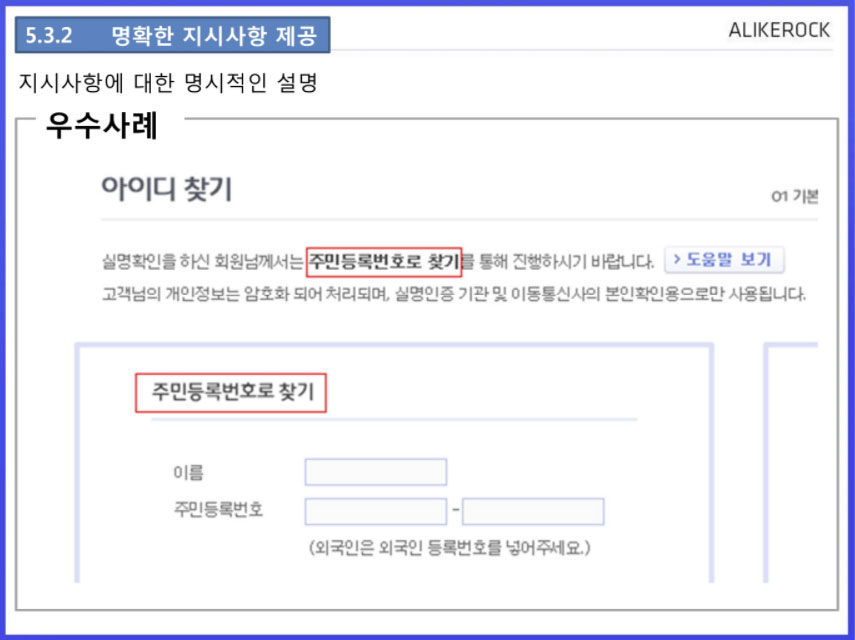 5.3.2 명확한 지시사항 제공
ALIKEROCK
지시사항에 대한 명시적인 설명
우수사례
아이디 찾기
01 기본
실명확인을 하신 회원님께서는 주민등록번호로 찾기를 통해 진행하시기 바랍니다. > 도움말 보기
고객님의 개인정보는 암호화 되어 처리되며, 실명인증 기관 및 이동통신사의 본인확인용으로만 사용됩니다.
주민등록번호로 찾기
이름
주민등록번호 -
(외국인은 외국인 등록번호를 넣어주세요.)